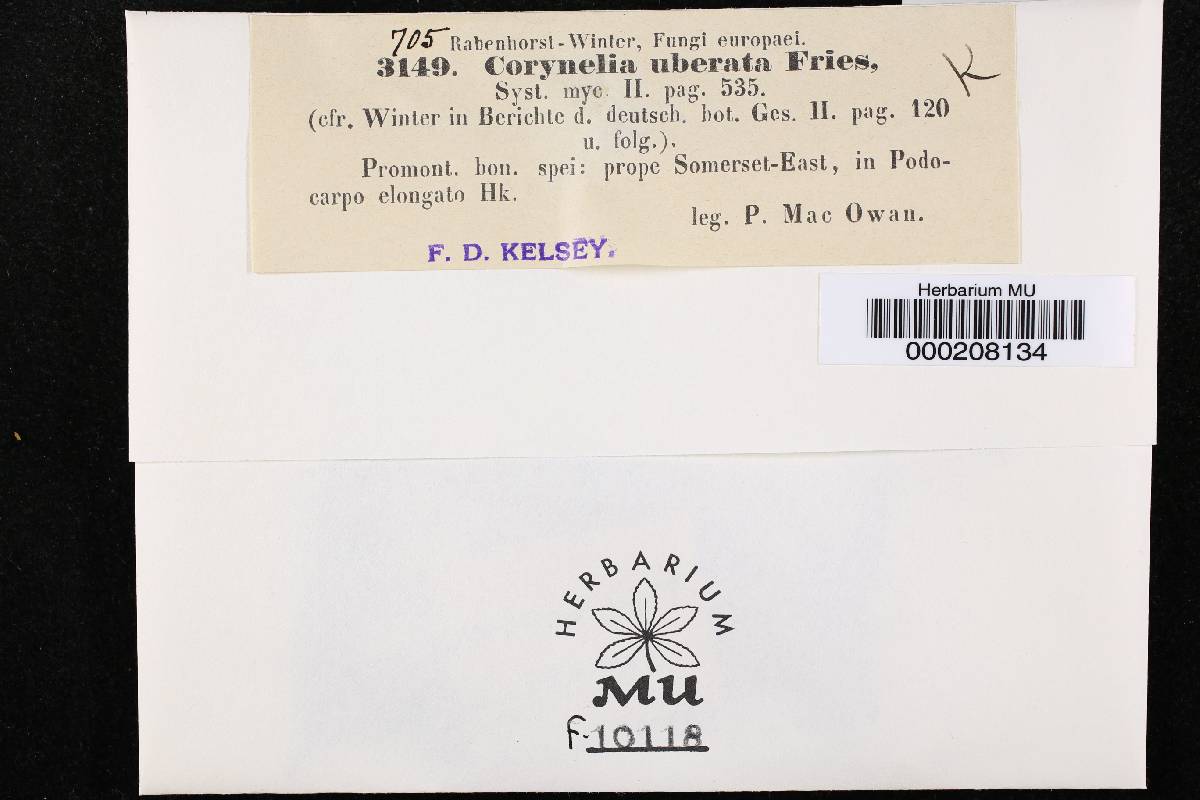 705 Rabenhorst-Winter, Fungi europaei.
3149. Corynelia uberata Fries,
Syst. myc. II. pag. 535.
(cfr. Winter in Berichte d. deutsch. bot. Ges. II. pag. 120
u. folg.).
Promont. bon. spei: prope Somerset-East, in Podo-
carpo elongato Hk.
leg. P. Mac Owan.
K
F. D. KELSEY.
Herbarium MU
000208134
HERBARIUM
MU
F-10118